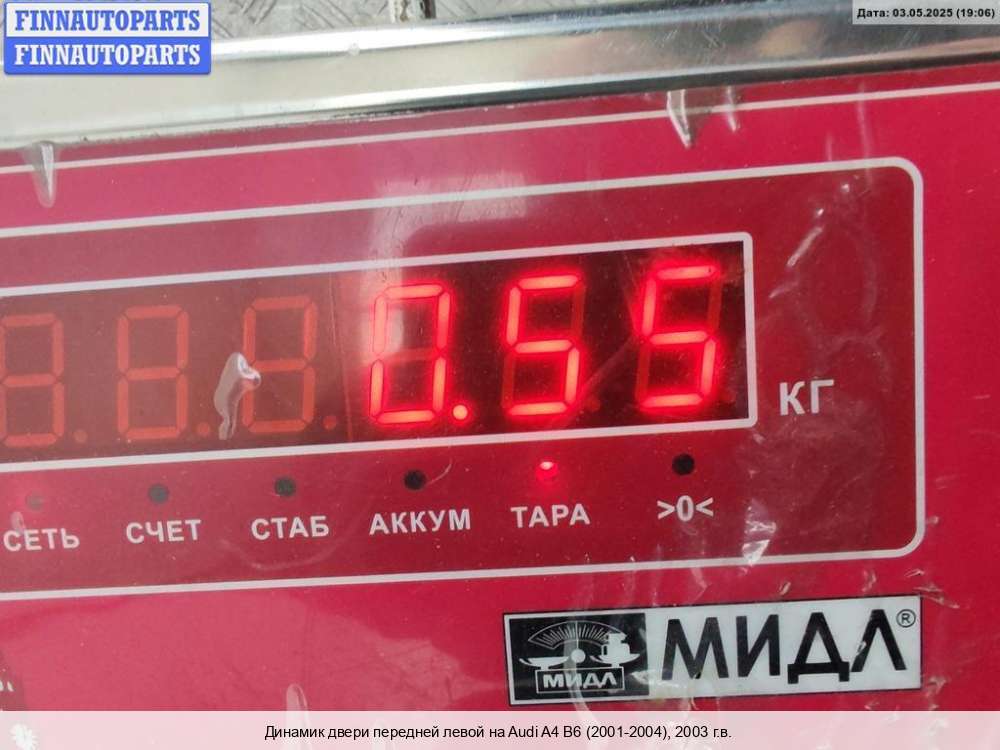 FINNAUTOPARTS
FINNAUTOPARTS
Дата: 03.05.2025 (19:06)
0.55
КГ
СЕТЬ СЧЕТ СТАБ АККУМ ТАРА >0<
МИДЛ
МИДЛ®
Динамик двери передней левой на Audi A4 B6 (2001-2004), 2003 г.в.